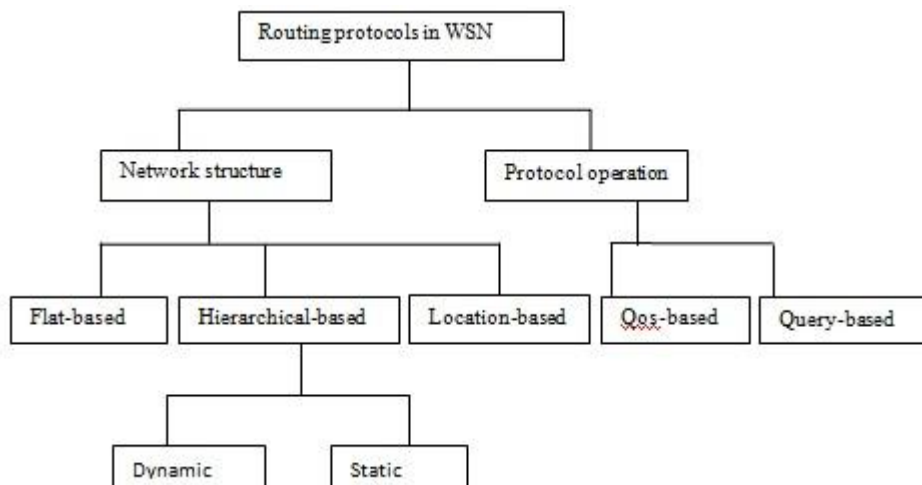 Routing protocols in WSN
Network structure
Protocol operation
Flat-based
Hierarchical-based
Location-based
Qos-based
Query-based
Dynamic
Static